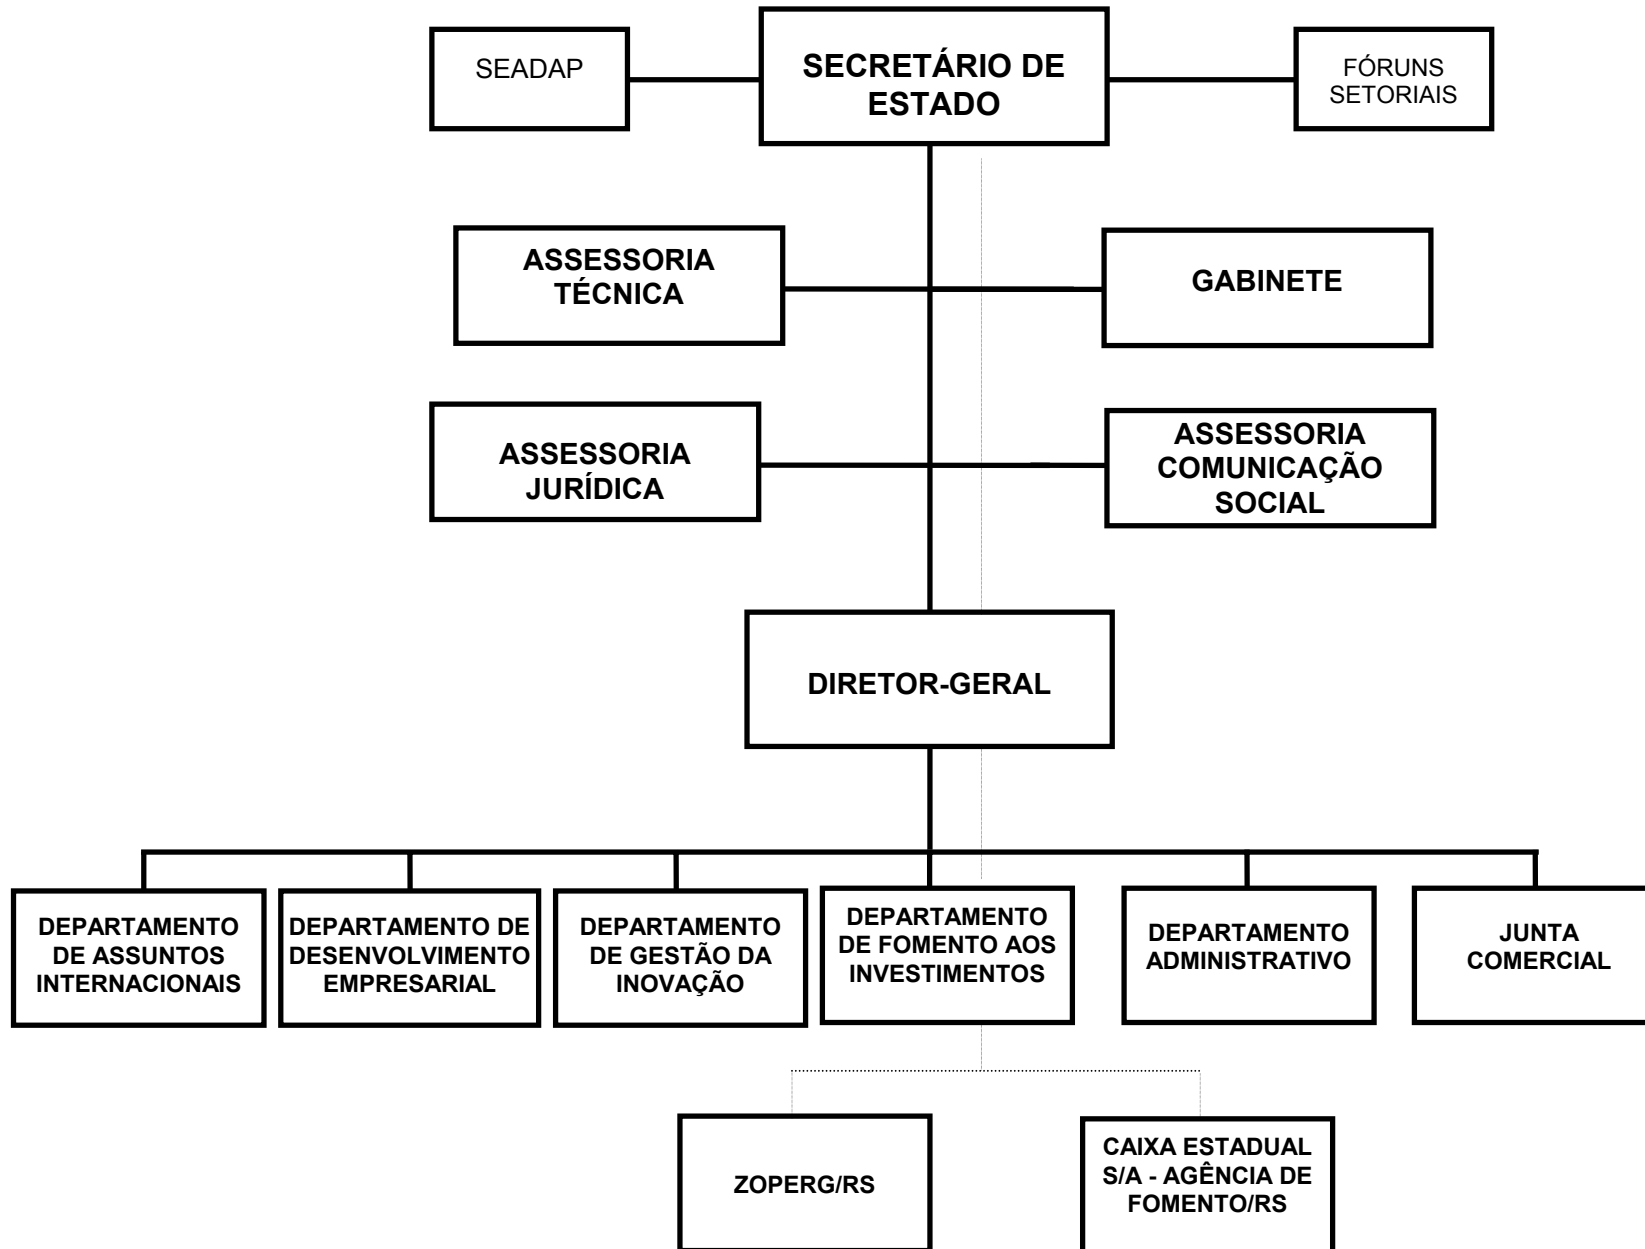 SEADAP
SECRETÁRIO DE
ESTADO
FÓRUNS
SETORIAIS
ASSESSORIA
TÉCNICA
GABINETE
ASSESSORIA
JURÍDICA
ASSESSORIA
COMUNICAÇÃO
SOCIAL
DIRETOR-GERAL
DEPARTAMENTO
DE ASSUNTOS
INTERNACIONAIS
DEPARTAMENTO DE
DESENVOLVIMENTO
EMPRESARIAL
DEPARTAMENTO
DE GESTÃO DA
INOVAÇÃO
DEPARTAMENTO
DE FOMENTO AOS
INVESTIMENTOS
DEPARTAMENTO
ADMINISTRATIVO
JUNTA
COMERCIAL
ZOPERG/RS
CAIXA ESTADUAL
S/A - AGÊNCIA DE
FOMENTO/RS